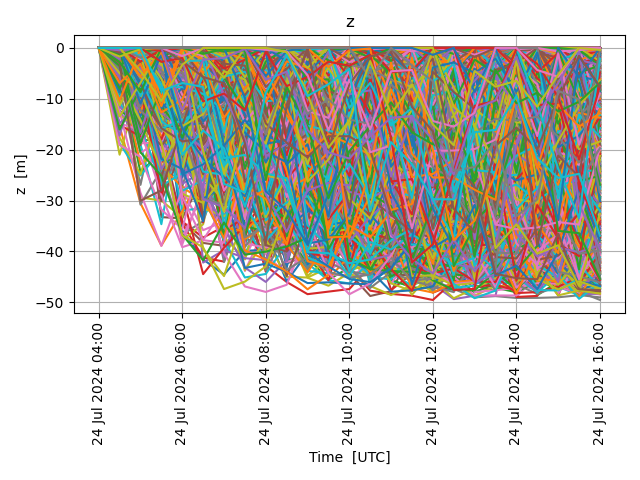 z
0
−10
−20
−30
−40
−50
z [m]
24 Jul 2024 04:00
24 Jul 2024 06:00
24 Jul 2024 08:00
24 Jul 2024 10:00
24 Jul 2024 12:00
24 Jul 2024 14:00
24 Jul 2024 16:00
Time [UTC]